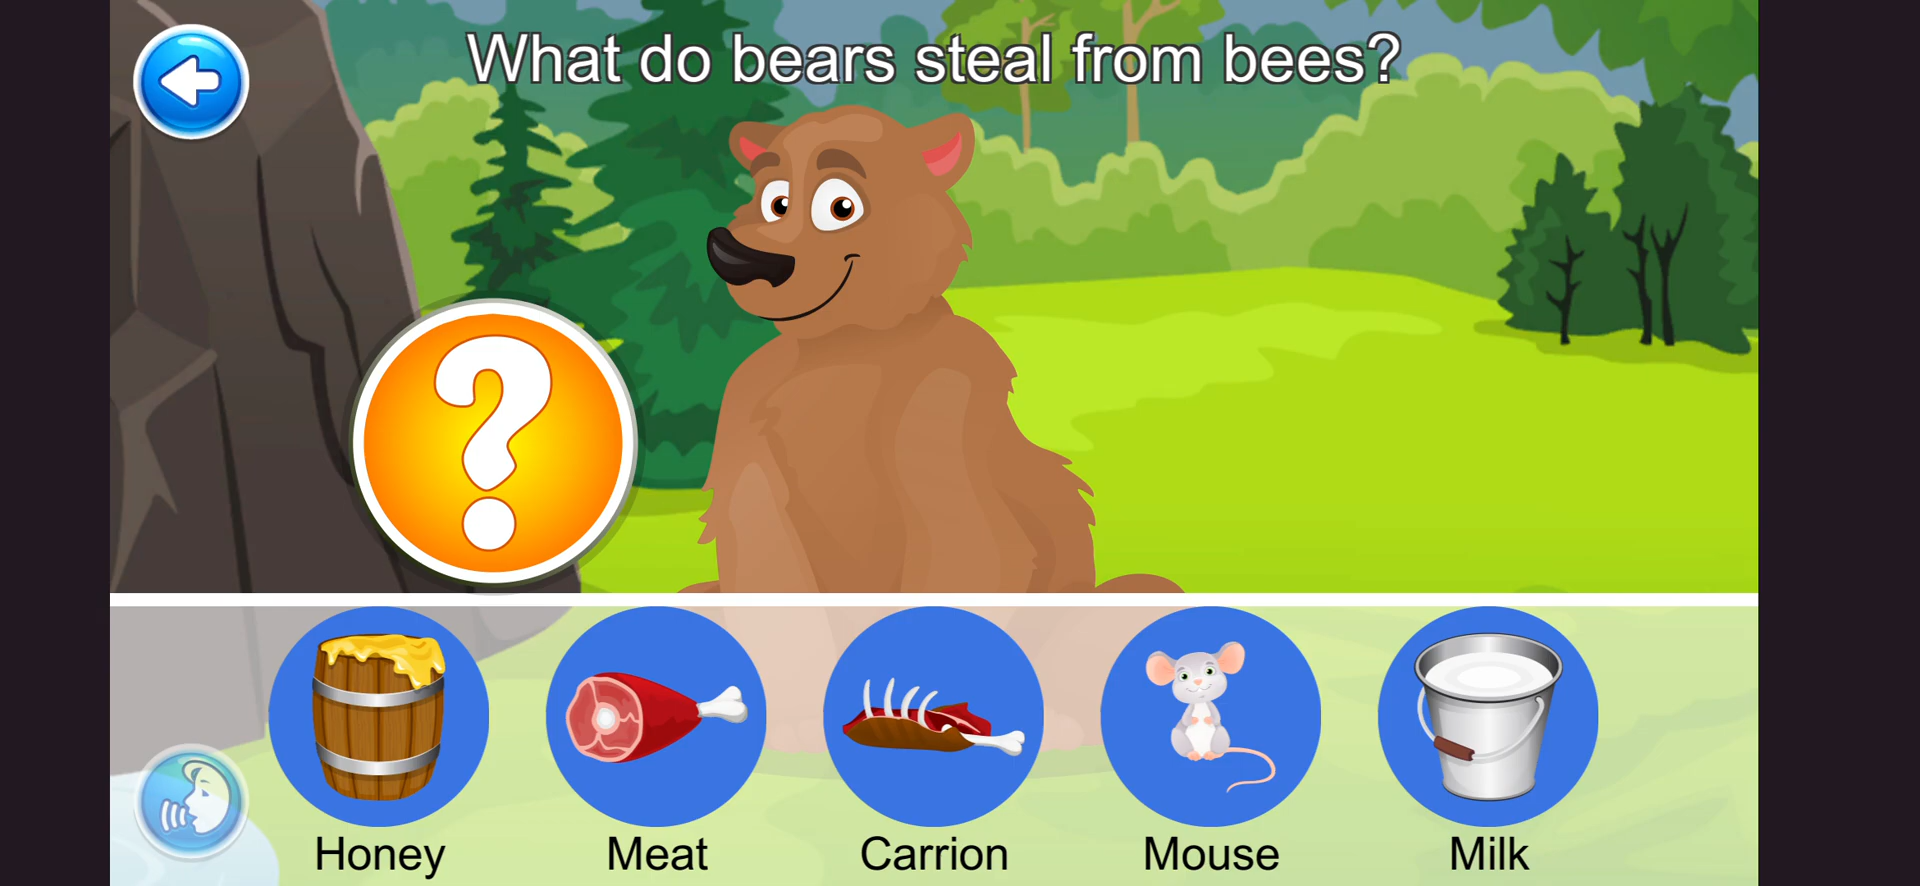 What do bears steal from bees?
Honey
Meat
Carrion
Mouse
Milk